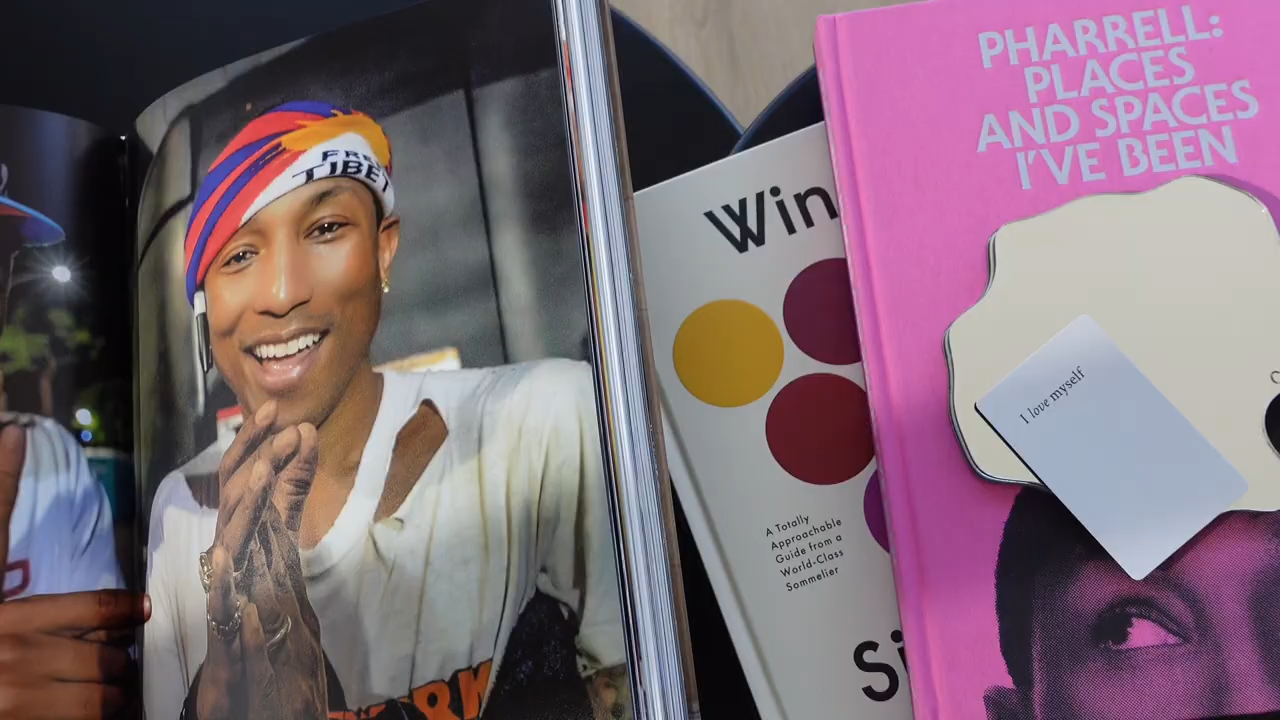 FREE
TIBET
Win
A Totally
Approachable
Guide from a
World-Class
Sommelier
Si
PHARRELL:
PLACES
AND SPACES
I'VE BEEN
I love myself